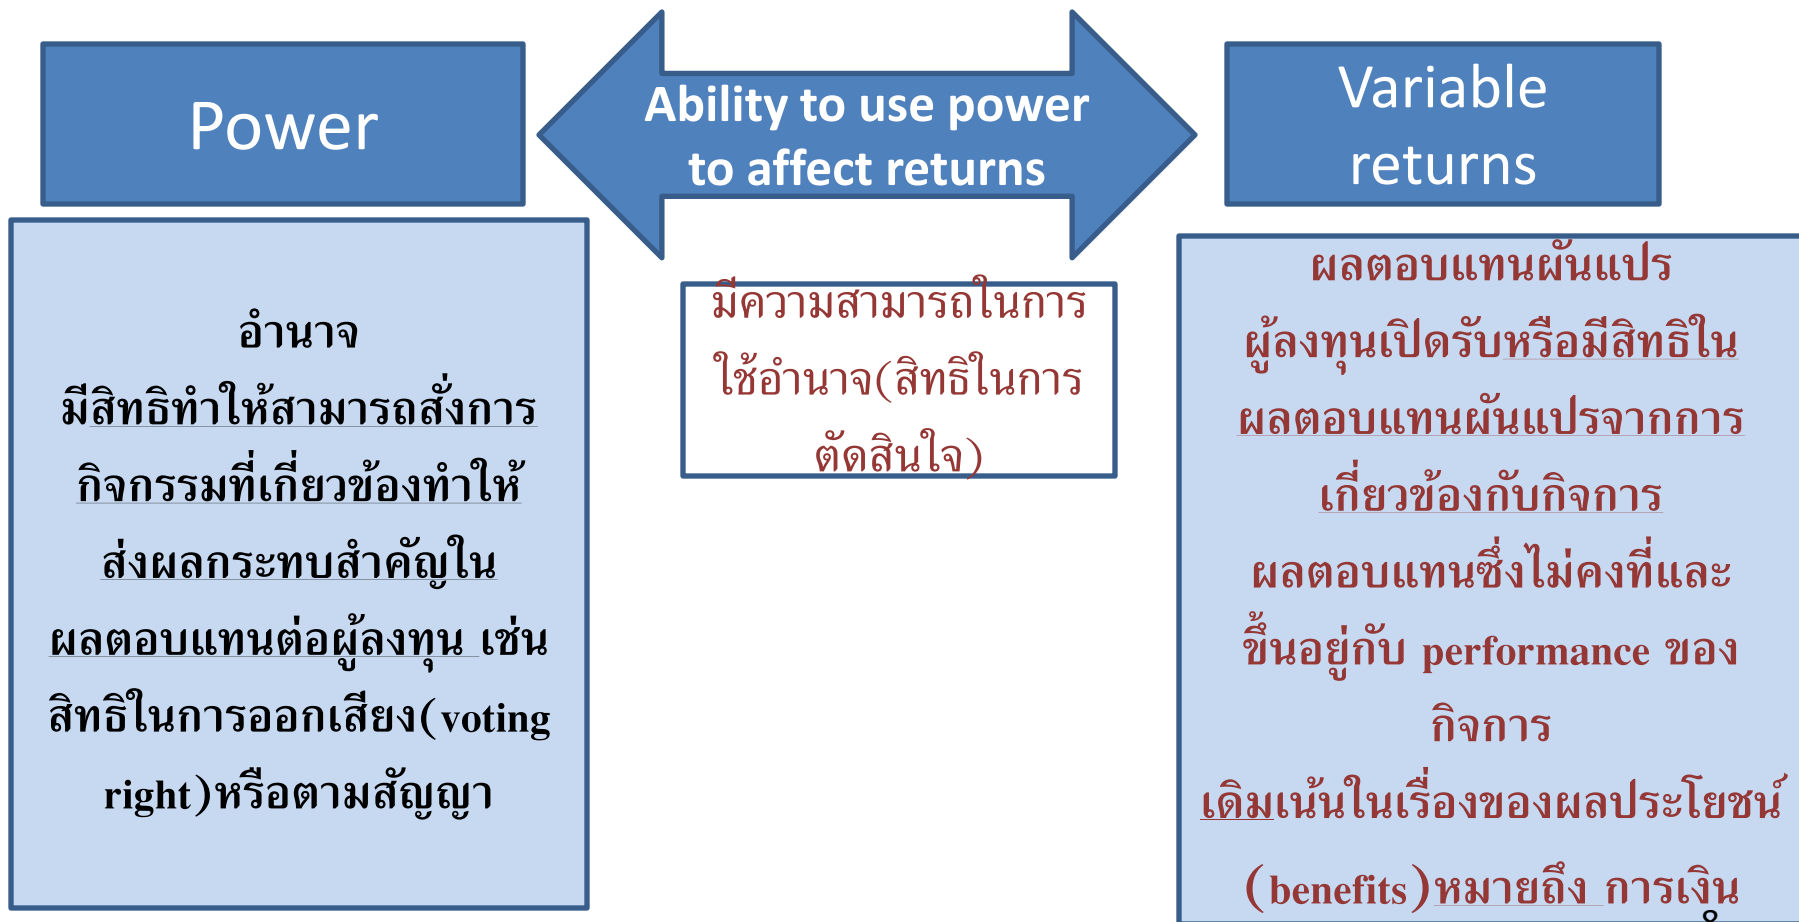 Power
Ability to use power
to affect returns
Variable
returns
อำนาจ
มีสิทธิทำให้สามารถสั่งการ
กิจกรรมที่เกี่ยวข้องทำให้
ส่งผลกระทบสำคัญใน
ผลตอบแทนต่อผู้ลงทุน เช่น
สิทธิในการออกเสียง(voting
right)หรือตามสัญญา
มีความสามารถในการ
ใช้อำนาจ(สิทธิในการ
ตัดสินใจ)
ผลตอบแทนผันแปร
ผู้ลงทุนเปิดรับหรือมีสิทธิใน
ผลตอบแทนผันแปรจากการ
เกี่ยวข้องกับกิจการ
ผลตอบแทนซึ่งไม่คงที่และ
ขึ้นอยู่กับ performance ของ
กิจการ
เดิมเน้นในเรื่องของผลประโยชน์
(benefits)หมายถึง การเงิน